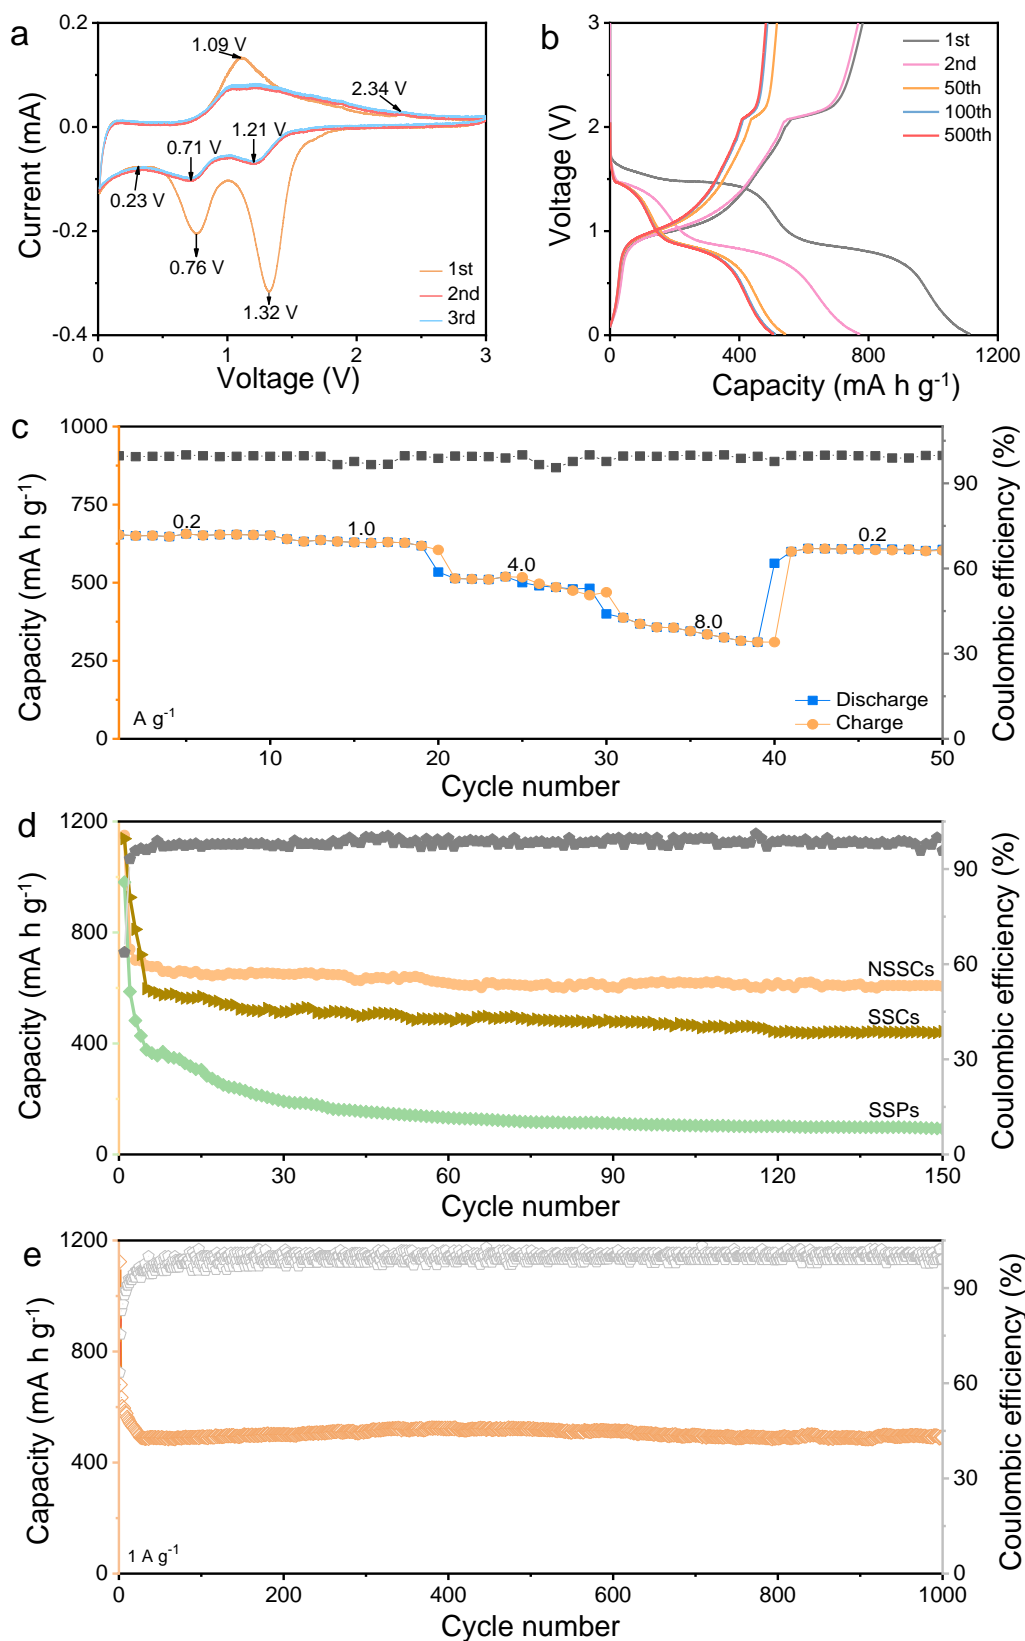 a
0.2
0.0
-0.2
-0.4
Current (mA)
1.09 V
2.34 V
1.21 V
0.71 V
0.23 V
0.76 V
1.32 V
1st
2nd
3rd
0
1
2
3
Voltage (V)
b
3
2
1
0
Voltage (V)
1st
2nd
50th
100th
500th
0
400
800
1200
Capacity (mA h g⁻¹)
c
1000
750
500
250
0
Capacity (mA h g⁻¹)
0.2
1.0
4.0
8.0
0.2
A g⁻¹
Discharge
Charge
90
60
30
0
Coulombic efficiency (%)
10
20
30
40
50
Cycle number
d
1200
800
400
0
Capacity (mA h g⁻¹)
NSSCs
SSCs
SSPs
90
60
30
0
Coulombic efficiency (%)
0
30
60
90
120
150
Cycle number
e
1200
800
400
0
Capacity (mA h g⁻¹)
1 A g⁻¹
90
60
30
0
Coulombic efficiency (%)
0
200
400
600
800
1000
Cycle number